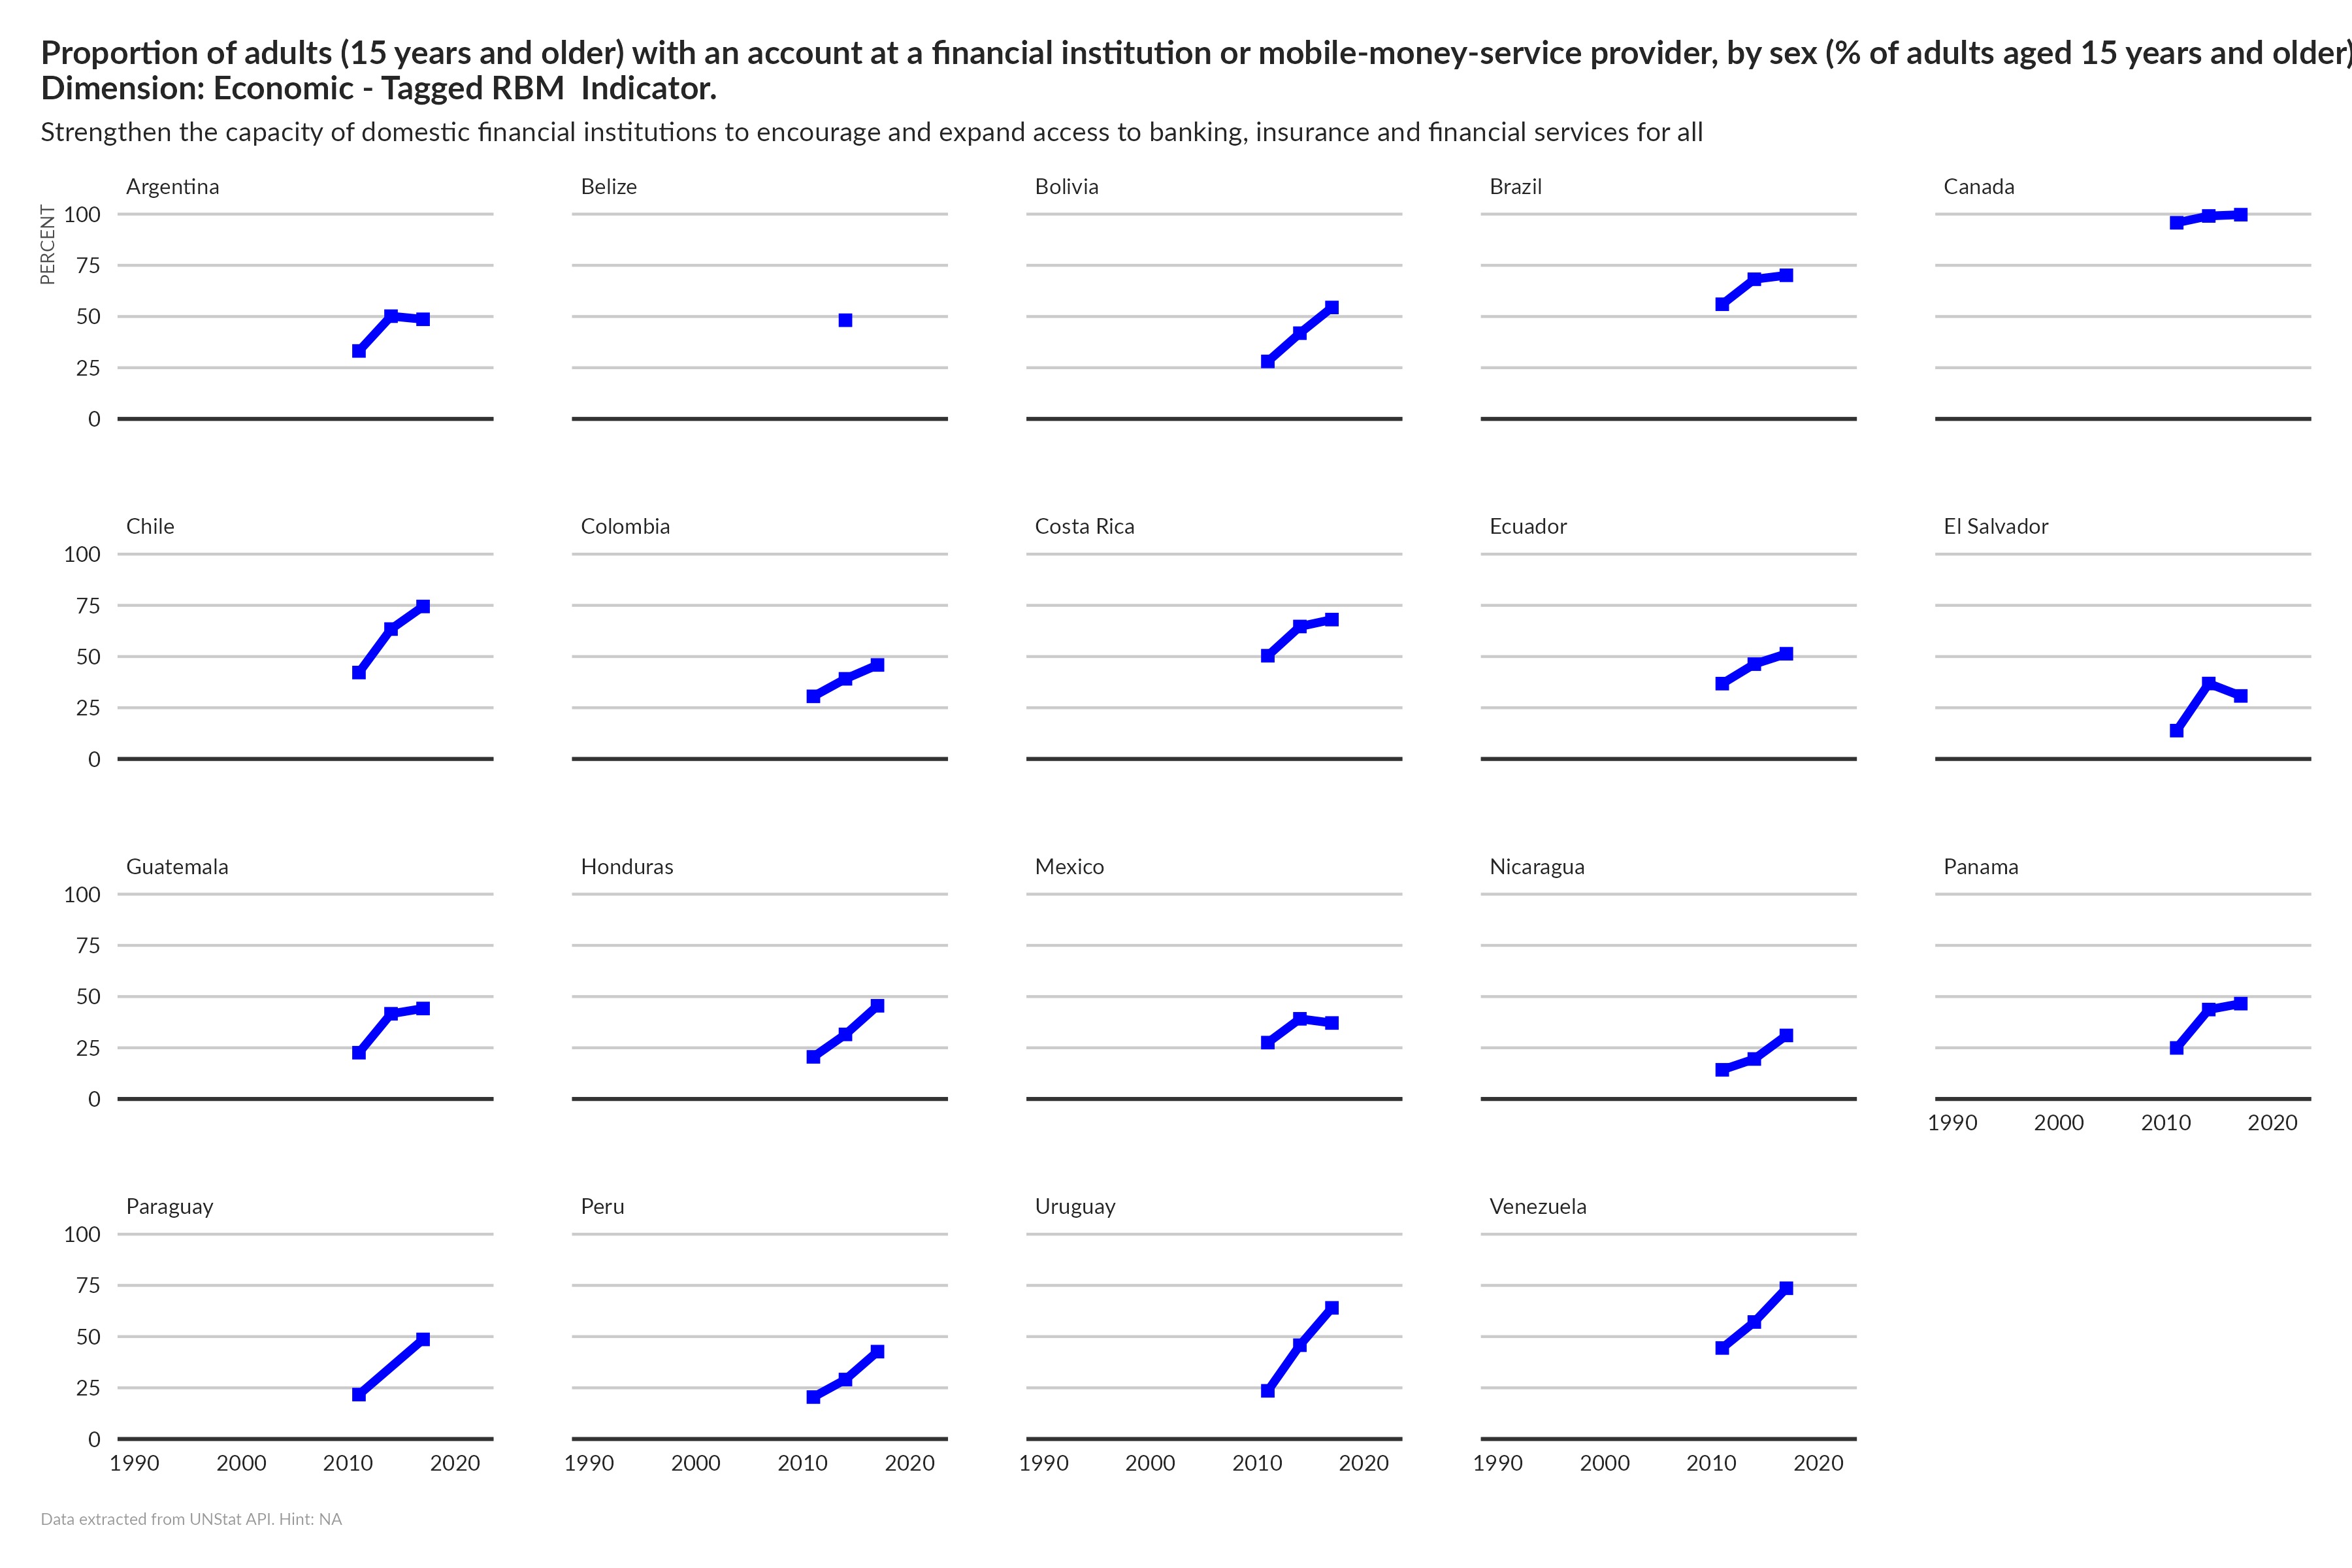 Proportion of adults (15 years and older) with an account at a financial institution or mobile-money-service provider, by sex (% of adults aged 15 years and older)
Dimension: Economic - Tagged RBM  Indicator.
Strengthen the capacity of domestic financial institutions to encourage and expand access to banking, insurance and financial services for all
Argentina Belize Bolivia Brazil Canada
PERCENT
100
75
50
25
0
Chile Colombia Costa Rica Ecuador El Salvador
100
75
50
25
0
Guatemala Honduras Mexico Nicaragua Panama
100
75
50
25
0
1990 2000 2010 2020
Paraguay Peru Uruguay Venezuela
100
75
50
25
0
1990 2000 2010 2020 1990 2000 2010 2020 1990 2000 2010 2020 1990 2000 2010 2020
Data extracted from UNStat API. Hint: NA